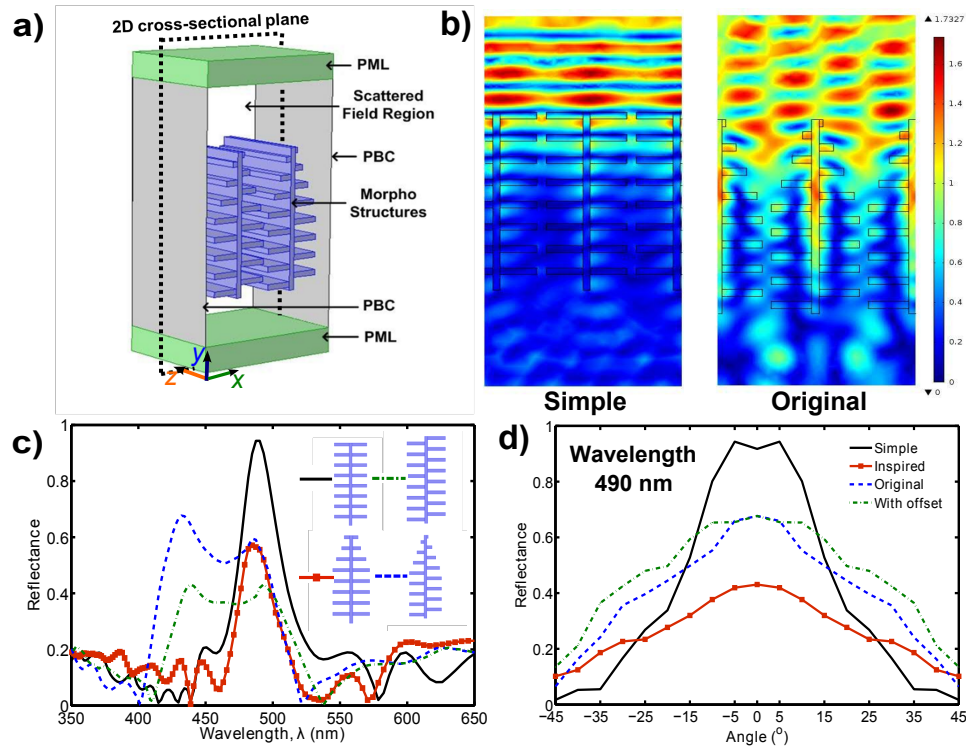 a)
2D cross-sectional plane
PML
Scattered
Field Region
PBC
Morpho
Structures
PBC
PML
y
z
x
b)
▲ 1.7327
1.6
1.4
1.2
1
0.8
0.6
0.4
0.2
0
▼ 0
Simple
Original
c)
1
0.8
0.6
0.4
0.2
0
Reflectance
350
400
450
500
550
600
650
Wavelength, λ (nm)
d)
Wavelength
490 nm
Simple
Inspired
Original
With offset
1
0.8
0.6
0.4
0.2
0
Reflectance
−45
−35
−25
−15
−5
0
5
15
25
35
45
Angle (°)